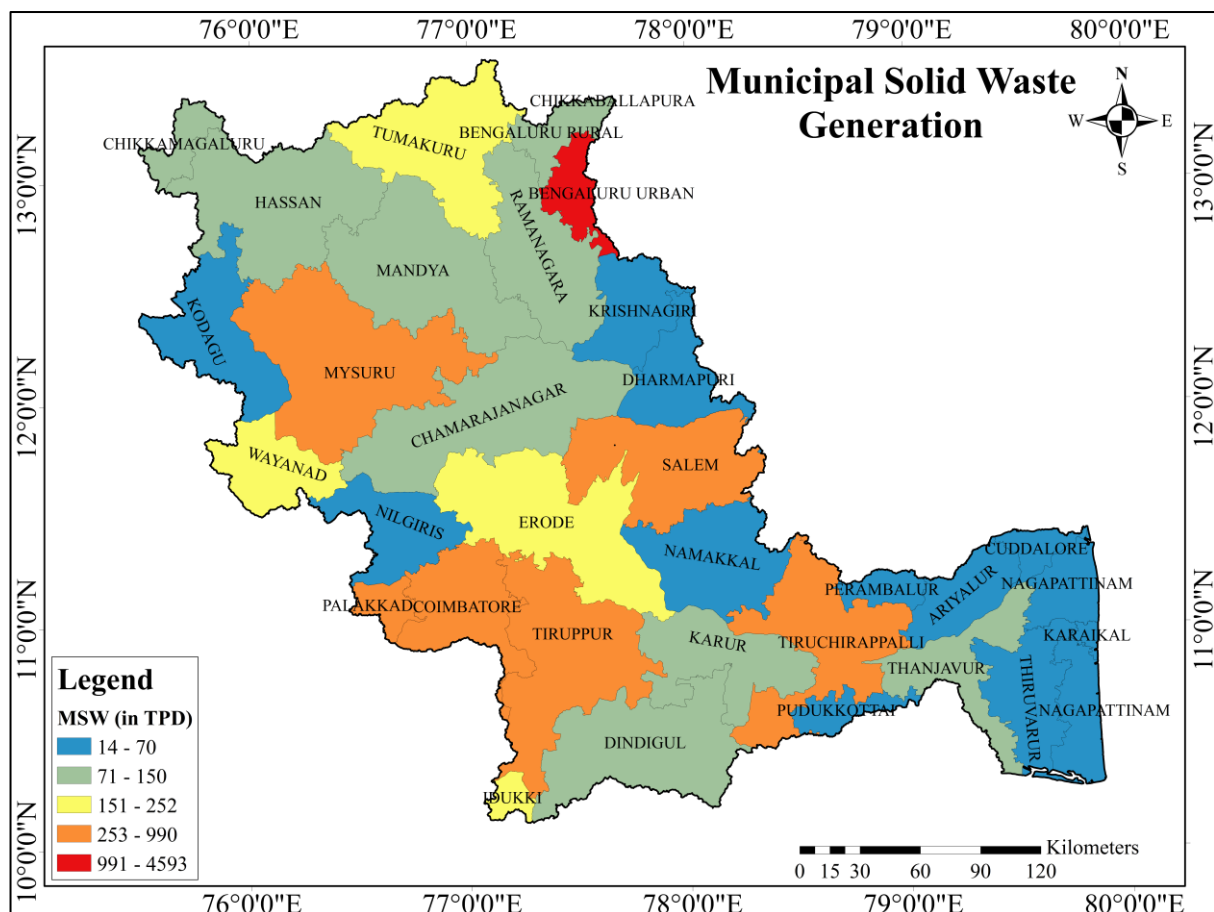 76°0'0"E 77°0'0"E 78°0'0"E 79°0'0"E 80°0'0"E
Municipal Solid Waste
Generation
N
W E
S
13°0'0"N
12°0'0"N
11°0'0"N
10°0'0"N
13°0'0"N
12°0'0"N
11°0'0"N
10°0'0"N
CHIKKABALLAPURA
TUMAKURU
BENGALURU RURAL
CHIKKAMAGALURU
BENGALURU URBAN
HASSAN
RAMANAGARA
MANDYA
KRISHNAGIRI
KODAGU
MYSURU
DHARMAPURI
CHAMARAJANAGAR
WAYANAD
SALEM
NILGIRIS
ERODE
NAMAKKAL
CUDDALORE
PERAMBALUR
ARIYALUR
NAGAPATTINAM
PALAKKAD
COIMBATORE
TIRUPPUR
KARUR
TIRUCHIRAPPALLI
KARAIKAL
THANJAVUR
THIRUVARUR
PUDUKKOTTAI
NAGAPATTINAM
DINDIGUL
IDUKKI
Legend
MSW (in TPD)
14 - 70
71 - 150
151 - 252
253 - 990
991 - 4593
Kilometers
0 15 30 60 90 120
76°0'0"E 77°0'0"E 78°0'0"E 79°0'0"E 80°0'0"E